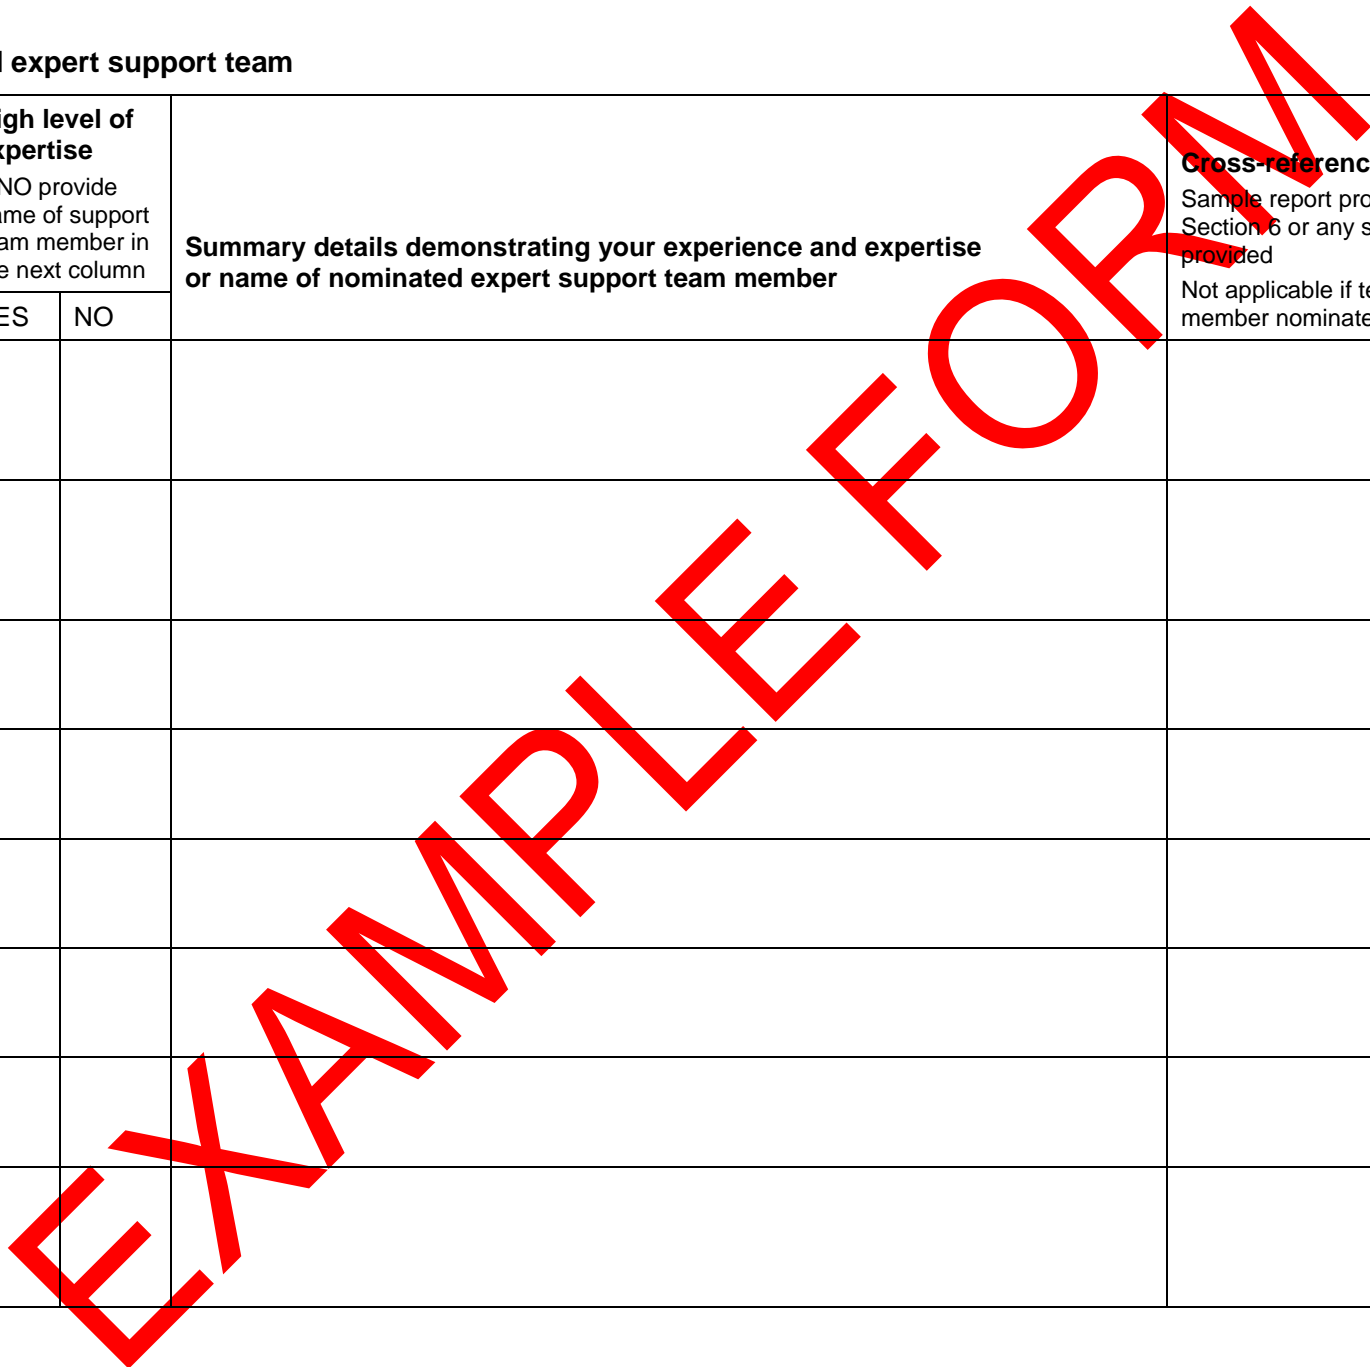 expert support team
igh level of
xpertise
NO provide
ame of support
am member in
e next column
ES
NO
Summary details demonstrating your experience and expertise
or name of nominated expert support team member
Cross-referenc
Sample report pro
Section 6 or any s
provided
Not applicable if te
member nominate
EXAMPLE FORM